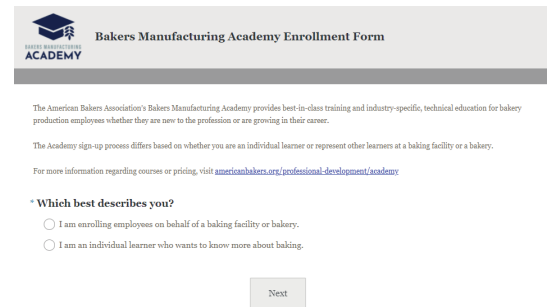 BAKERS MANUFACTURING
ACADEMY
Bakers Manufacturing Academy Enrollment Form
The American Bakers Association's Bakers Manufacturing Academy provides best-in-class training and industry-specific, technical education for bakery
production employees whether they are new to the profession or are growing in their career.
The Academy sign-up process differs based on whether you are an individual learner or represent other learners at a baking facility or a bakery.
For more information regarding courses or pricing, visit americanbakers.org/professional-development/academy
* Which best describes you?
I am enrolling employees on behalf of a baking facility or bakery.
I am an individual learner who wants to know more about baking.
Next